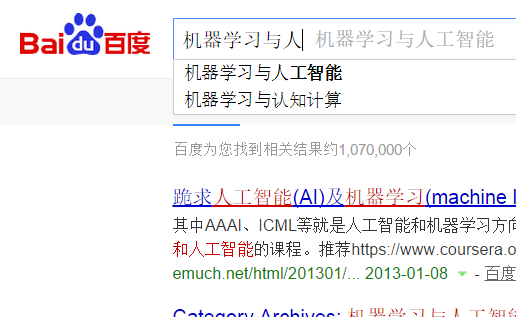 Baidu百度 机器学习与人 机器学习与人工智能
机器学习与人工智能
机器学习与认知计算
百度为您找到相关结果约1,070,000个
跪求人工智能(AI)及机器学习(machine l
其中AAAI、ICML等就是人工智能和机器学习方向
和人工智能的课程。推荐https://www.coursera.o
emuch.net/html/201301/... 2013-01-08 - 百度
Category Archives: 机器学习与人工智能